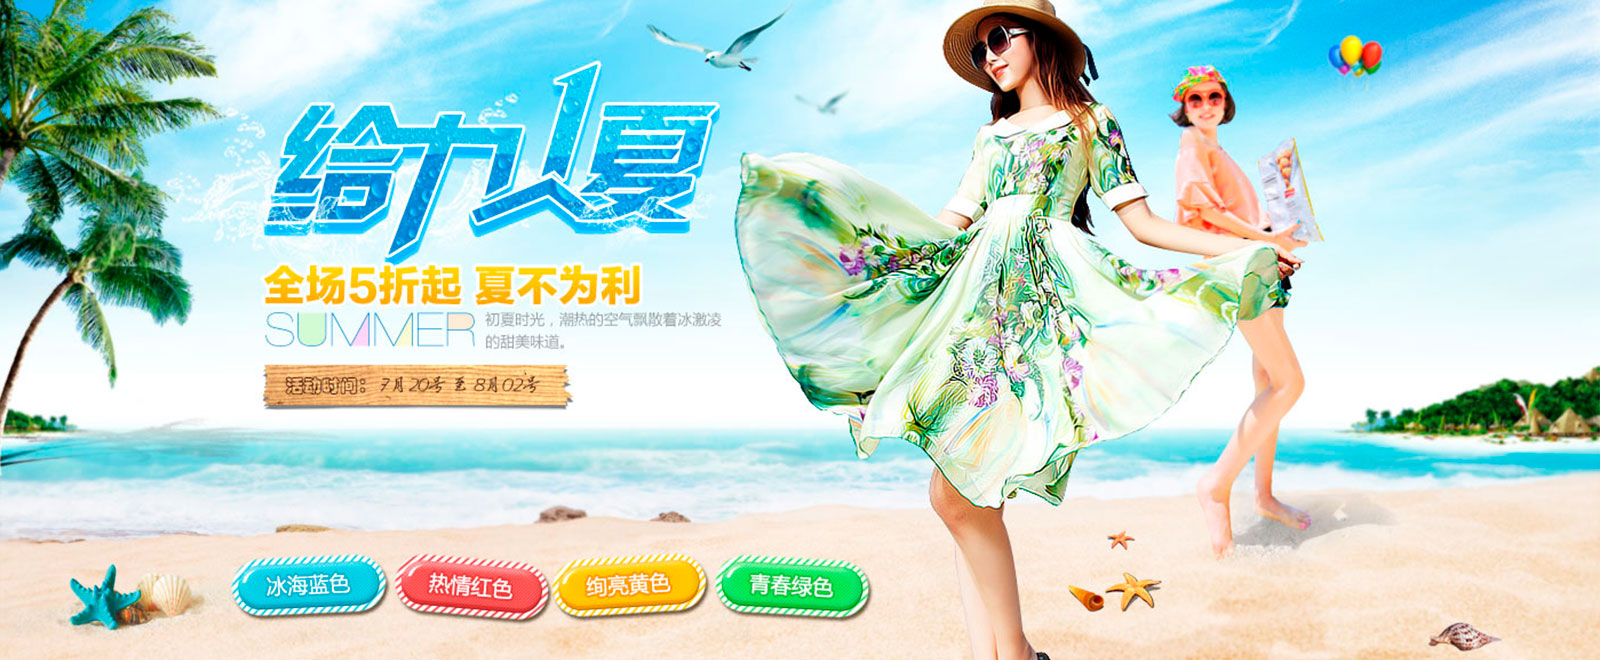 给力1夏
全场5折起 夏不为利
SUMMER
初夏时光，潮热的空气飘散着冰激凌
的甜美味道。
活动时间：7月20号 至 8月02号
冰海蓝色
热情红色
绚亮黄色
青春绿色